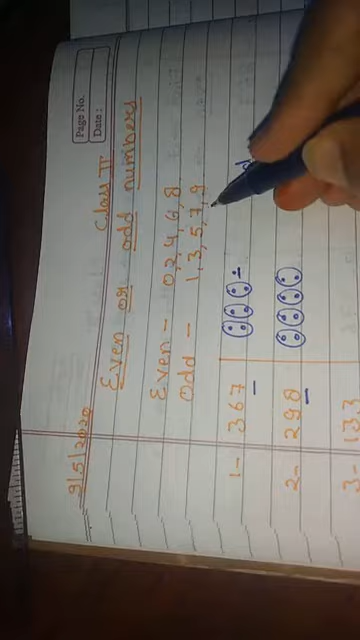 Page No.
Date:
Class II
9/5/2020
Even or odd numbers
Even - 0,2,4,6,8
Odd - 1,3,5,7,9
1- 367
2- 298
3- 133